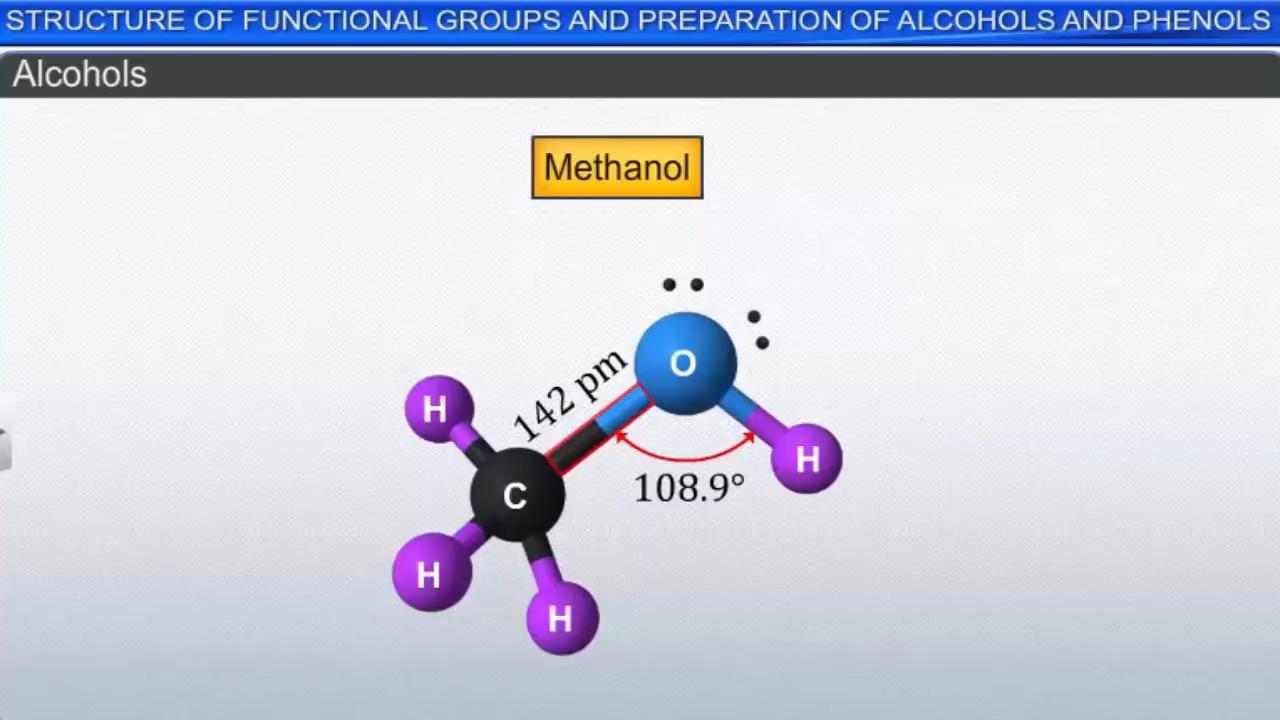 STRUCTURE OF FUNCTIONAL GROUPS AND PREPARATION OF ALCOHOLS AND PHENOLS
Alcohols
Methanol
O
142 pm
H
H
108.9°
C
H
H